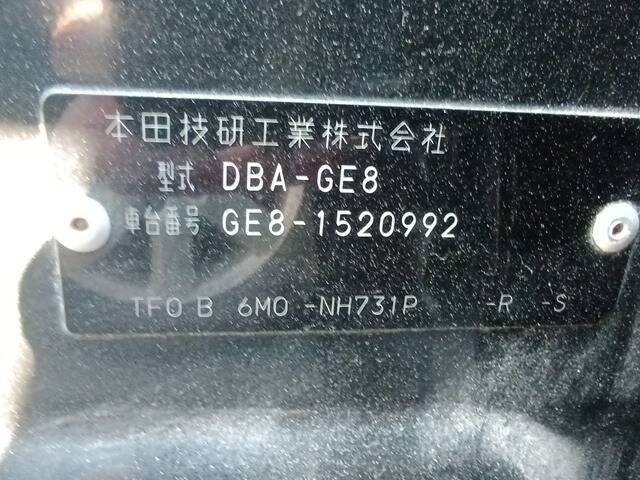 本田技研工業株式会社
型式 DBA-GE8
車台番号 GE8-1520992
TFO B 6MO -NH731P -R -S